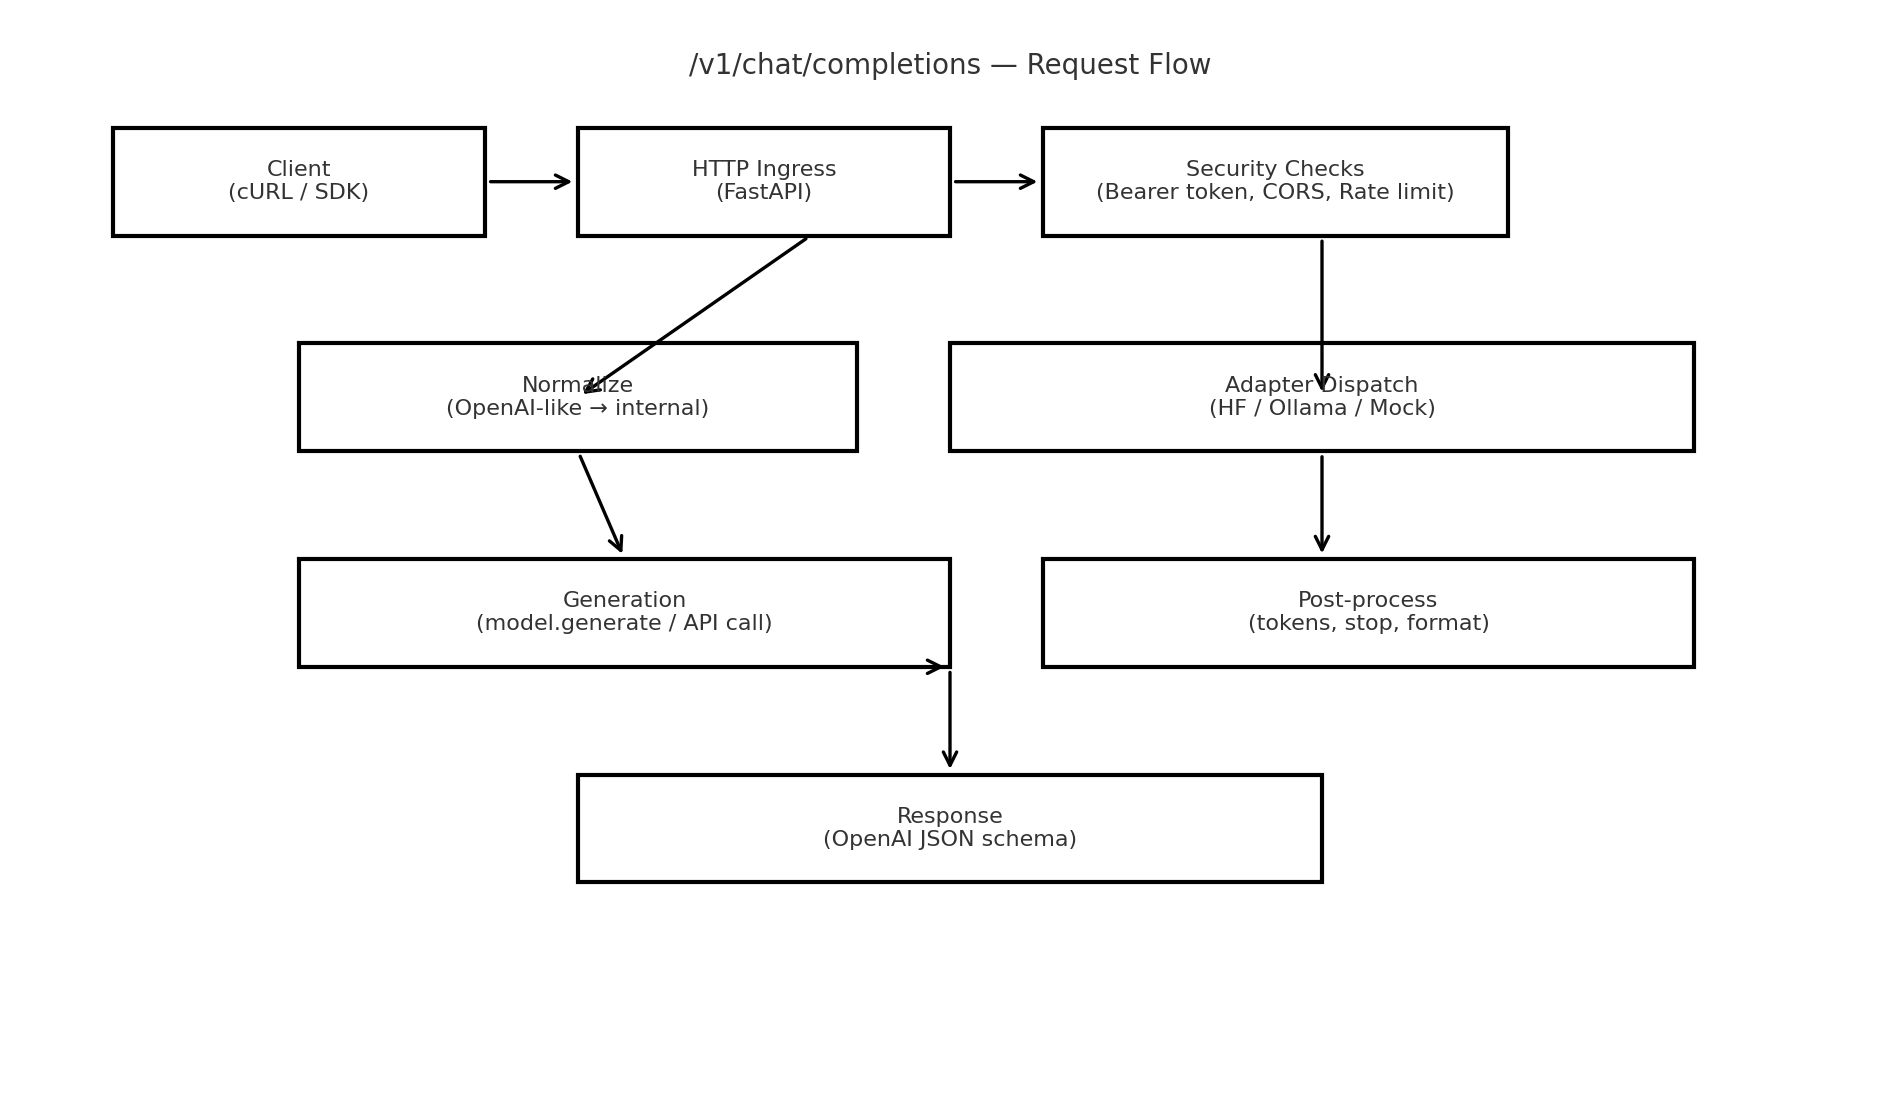 /v1/chat/completions — Request Flow
Client
(cURL / SDK)
HTTP Ingress
(FastAPI)
Security Checks
(Bearer token, CORS, Rate limit)
Normalize
(OpenAI-like → internal)
Adapter Dispatch
(HF / Ollama / Mock)
Generation
(model.generate / API call)
Post-process
(tokens, stop, format)
Response
(OpenAI JSON schema)